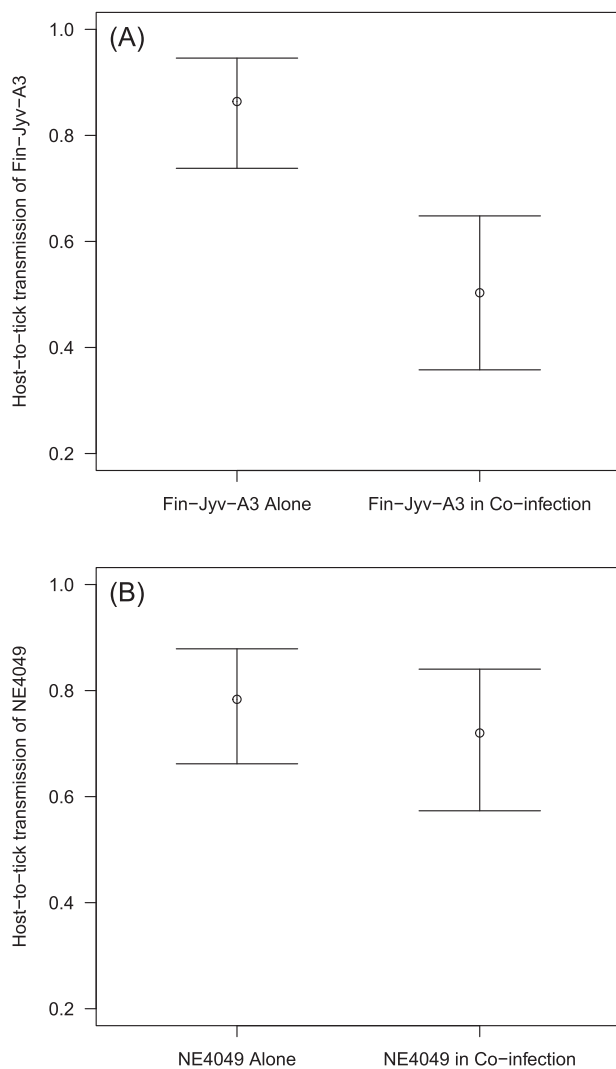 (A)
Host−to−tick transmission of Fin−Jyv−A3
1.0
0.8
0.6
0.4
0.2
Fin−Jyv−A3 Alone
Fin−Jyv−A3 in Co−infection
(B)
Host−to−tick transmission of NE4049
1.0
0.8
0.6
0.4
0.2
NE4049 Alone
NE4049 in Co−infection